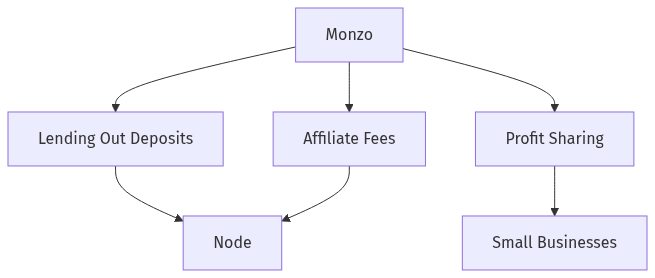 Monzo
Lending Out Deposits
Affiliate Fees
Profit Sharing
Node
Small Businesses